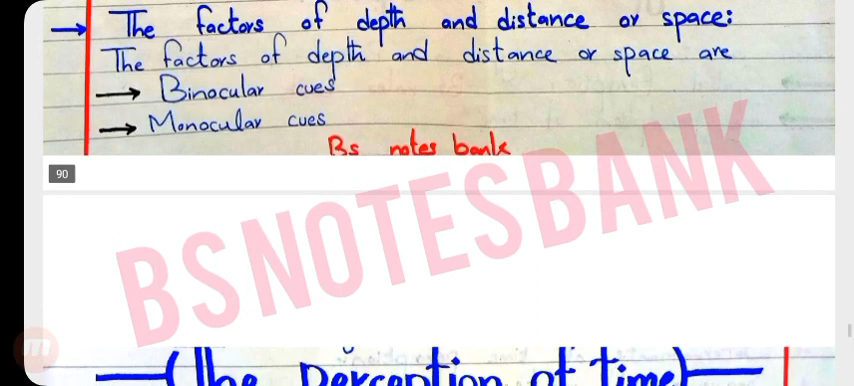 → The factors of depth and distance or space:
The factors of depth and distance or space are
→ Binocular cues
→ Monocular cues
Bs notes bank
90
BSNOTESBANK
m
(The Perception of time)